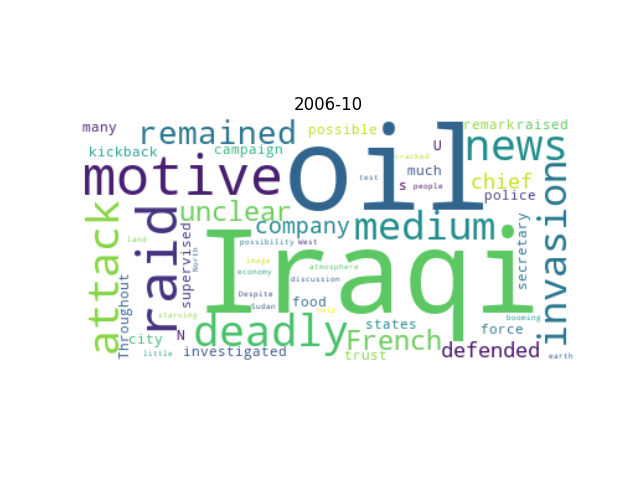 2006-10
many
remained
possible
remark
raised
kickback
campaign
cracked
U
news
motive
oil
test
much
s
people
chief
police
attack
raid
unclear
company
medium
invasion
land
supervised
North
possibility
West
Iraqi
secretary
Throughout
image
atmosphere
economy
discussion
Despite
food
Sudan
help
starving
booming
city
N
deadly
states
force
French
little
investigated
trust
defended
earth